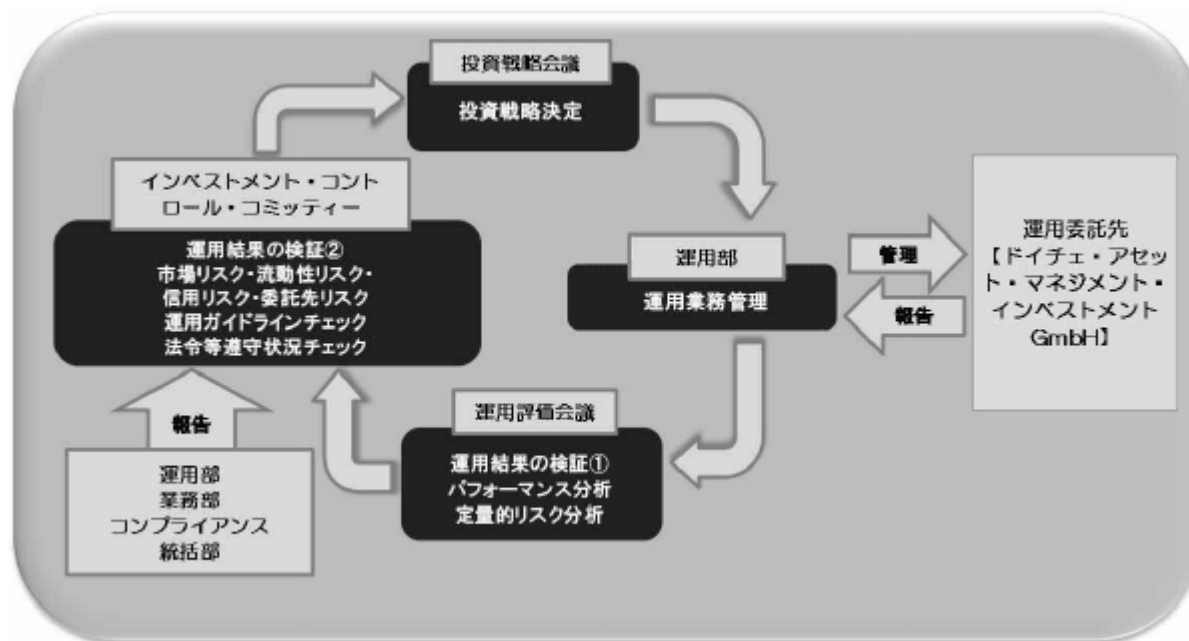 投資戦略会議
投資戦略決定
インベストメント・コント
ロール・コミッティー
運用結果の検証②
市場リスク・流動性リスク・
信用リスク・委託先リスク
運用ガイドラインチェック
法令等遵守状況チェック
運用部
運用業務管理
管理
報告
運用委託先
【ドイチェ・アセッ
ト・マネジメント・
インベストメント
GmbH】
運用評価会議
運用結果の検証①
パフォーマンス分析
定量的リスク分析
報告
運用部
業務部
コンプライアンス
統括部